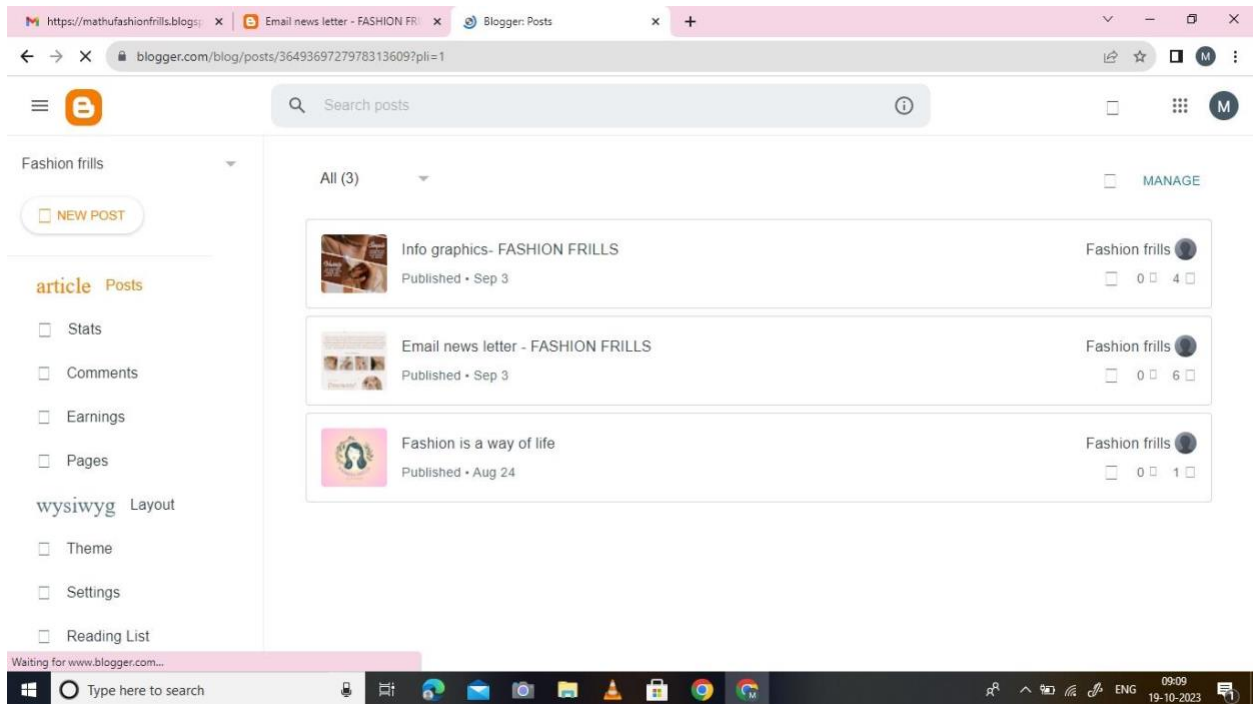 https://mathufashionfrills.blogsp
Email news letter - FASHION FRI
Blogger: Posts
blogger.com/blog/posts/3649369727978313609?pli=1
M
Search posts
M
Fashion frills
All (3)
MANAGE
NEW POST
Info graphics- FASHION FRILLS
Fashion frills
Published • Sep 3
0 4
article Posts
Stats
Email news letter - FASHION FRILLS
Fashion frills
Published • Sep 3
0 6
Comments
Earnings
Fashion is a way of life
Fashion frills
Published • Aug 24
0 1
Pages
wysiwyg Layout
Theme
Settings
Reading List
Waiting for www.blogger.com...
Type here to search
ENG
09:09
19-10-2023
1